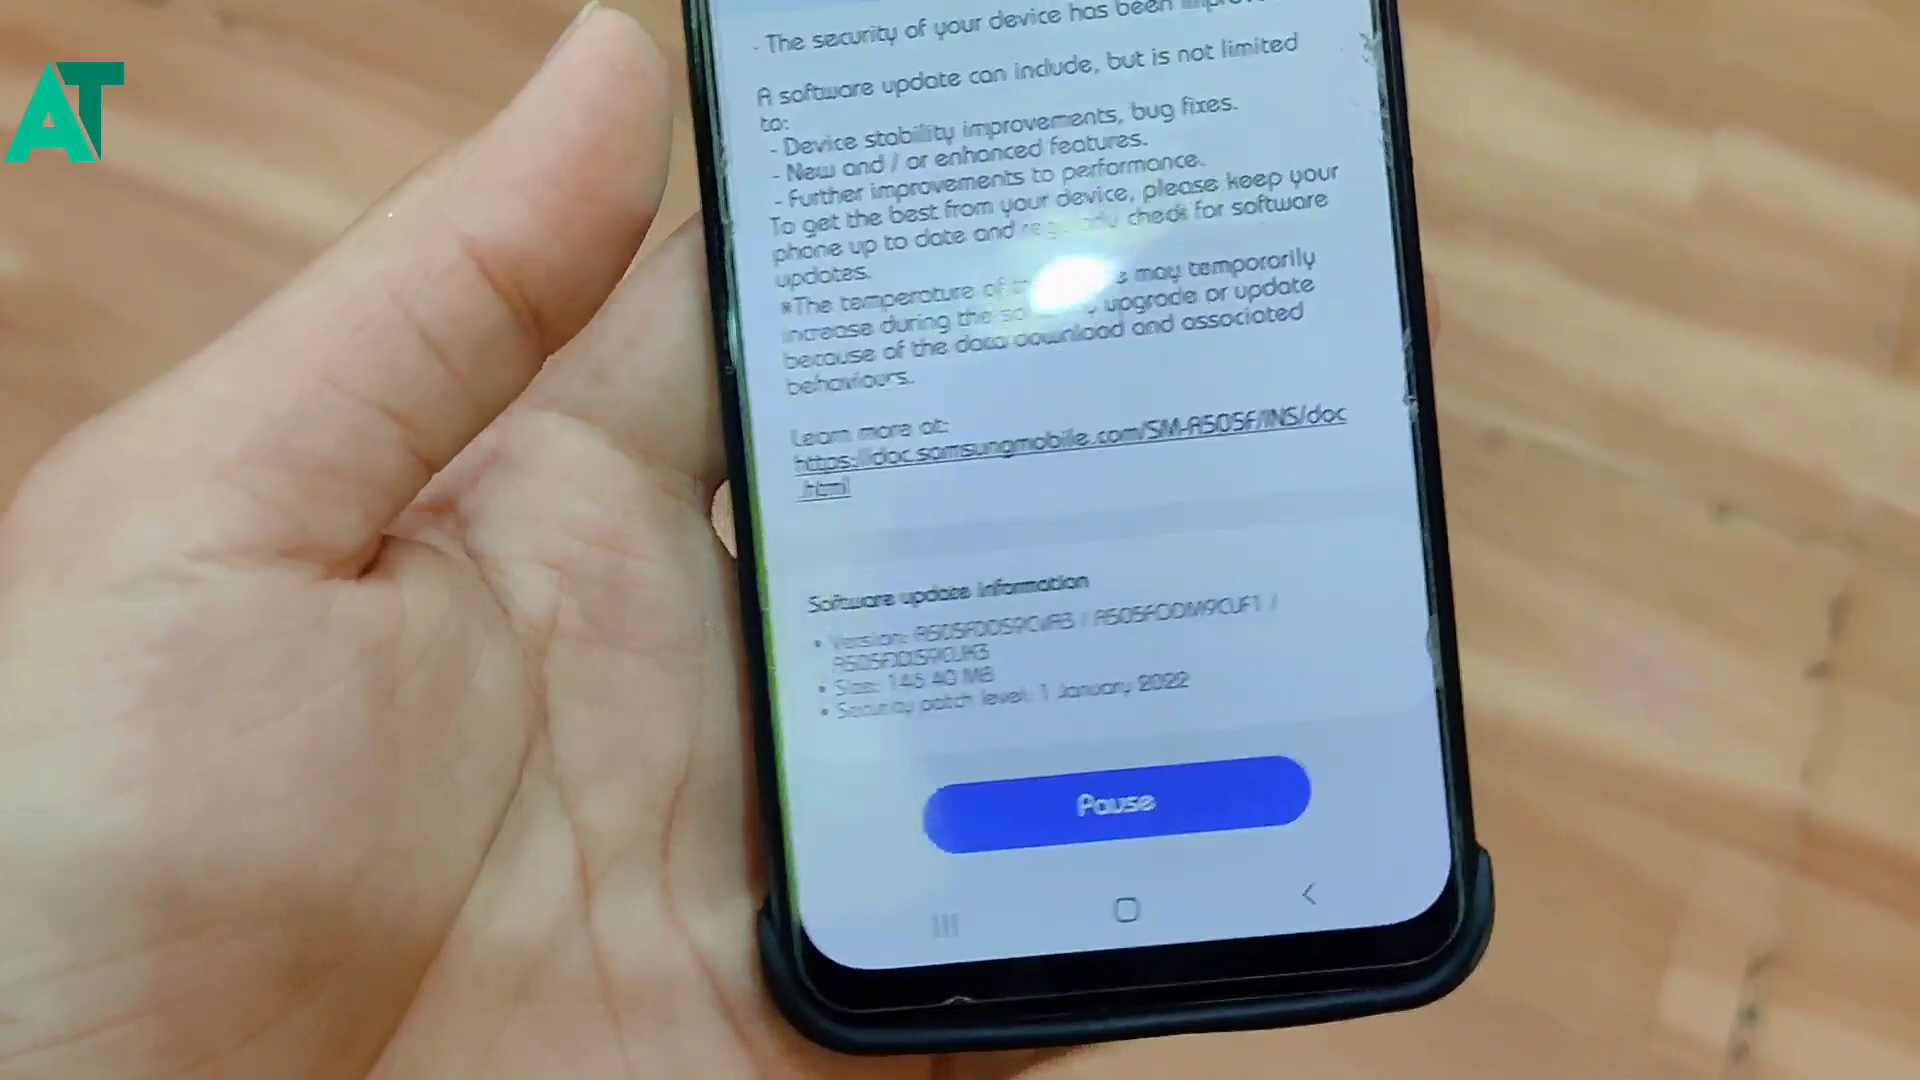 AT
- The security of your device has been
A software update can include, but is not limited
to:
- Device stability improvements, bug fixes.
- New and / or enhanced features.
- Further improvements to performance.
To get the best from your device, please keep your
phone up to date and regularly check for software
updates.
*The temperature of may temporarily
increase during the upgrade or update
because of the data download and associated
behaviours.
Learn more at:
https://doc.samsungmobile.com/SM-A505F/INS/doc
.html
Software update information
• Version: /
• Size: MB
• Security patch level: 1 January 2022
Pause